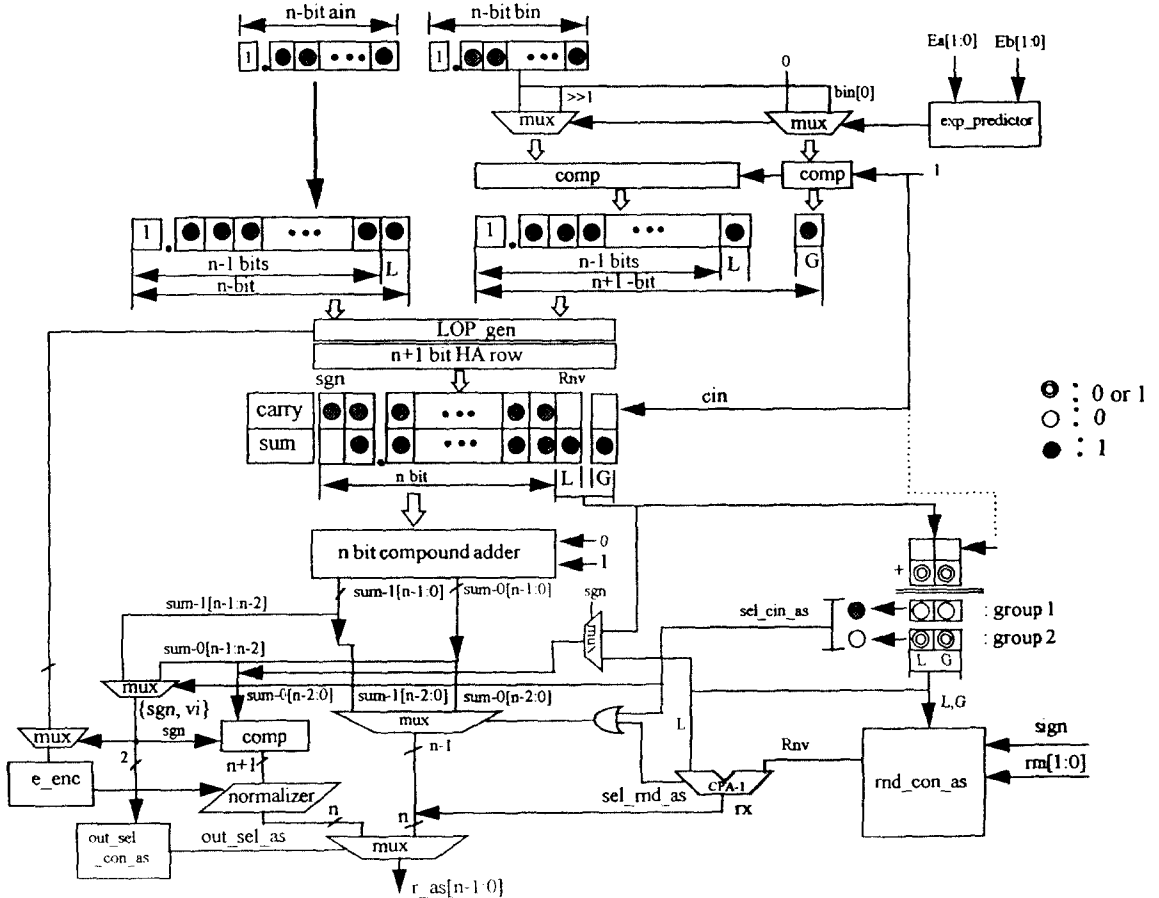 n-bit ain
n-bit bin
1
1
Ea[1:0] Eb[1:0]
0
>>1
bin[0]
mux
mux
exp_predictor
comp
comp
1
1
1
n-1 bits
L
n-bit
n-1 bits
L
G
n+1 -bit
LOP gen
n+1 bit HA row
sgn
Rnv
carry
cin
sum
: 0 or 1
: 0
: 1
n bit
L
G
n bit compound adder
0
1
+
sum-1[n-1:0]
sum-0[n-1:0]
sgn
sum-1[n-1:n-2]
mux
sel_cin_as
: group 1
: group 2
L G
sum-0[n-1:n-2]
mux
sum-0[n-2:0]
sum-1[n-2:0]
sum-0[n-2:0]
{sgn, vi}
mux
L,G
mux
sgn
comp
n-1
L
sign
2
n+1
Rnv
rm[1:0]
e_enc
normalizer
sel_rnd_as
CPA-1
rnd_con_as
rx
n
n
out_sel
_con_as
out_sel_as
mux
r_as[n-1:0]